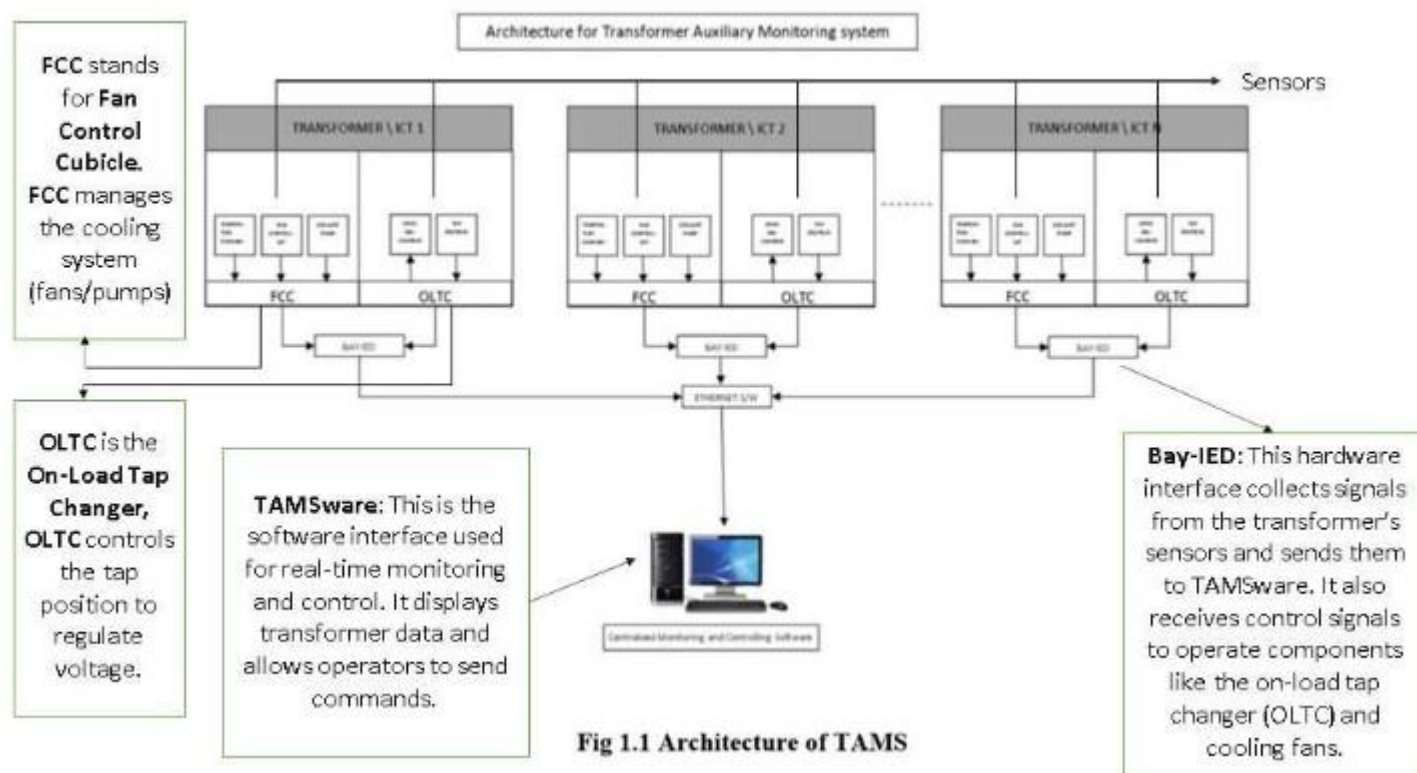 Architecture for Transformer Auxiliary Monitoring system
Sensors
FCC stands
for Fan
Control
Cubicle.
FCC manages
the cooling
system
(fans/pumps)
TRANSFORMER \ ICT 1
TRANSFORMER \ ICT 2
TRANSFORMER \ ICT N
FCC
OLTC
FCC
OLTC
FCC
OLTC
BAY-IED
BAY-IED
BAY-IED
ETHERNET S/W
OLTC is the
On-Load Tap
Changer,
OLTC controls
the tap
position to
regulate
voltage.
TAMSware: This is the
software interface used
for real-time monitoring
and control. It displays
transformer data and
allows operators to send
commands.
Centralised Monitoring and Controlling Software
Bay-IED: This hardware
interface collects signals
from the transformer's
sensors and sends them
to TAMSware. It also
receives control signals
to operate components
like the on-load tap
changer (OLTC) and
cooling fans.
Fig 1.1 Architecture of TAMS